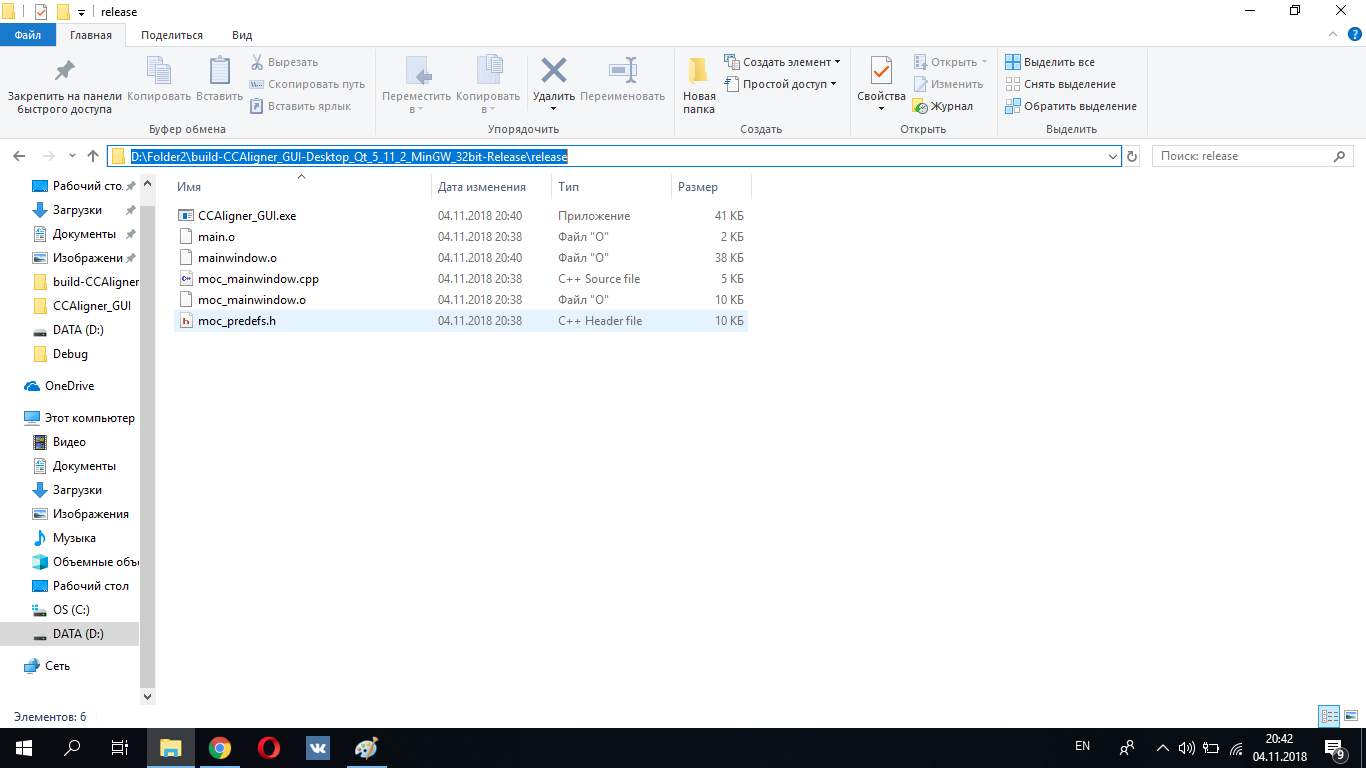 release
Файл Главная Поделиться Вид
Закрепить на панели быстрого доступа
Копировать
Вставить
Вырезать
Скопировать путь
Вставить ярлык
Буфер обмена
Переместить в
Копировать в
Удалить
Переименовать
Упорядочить
Новая папка
Создать элемент
Простой доступ
Создать
Свойства
Открыть
Изменить
Журнал
Открыть
Выделить все
Снять выделение
Обратить выделение
Выделить
D:\Folder2\build-CCAligner_GUI-Desktop_Qt_5_11_2_MinGW_32bit-Release\release
Поиск: release
Рабочий сто.
Загрузки
Документы
Изображени
build-CCAligner
CCAligner_GUI
DATA (D:)
Debug
OneDrive
Этот компьютер
Видео
Документы
Загрузки
Изображения
Музыка
Объемные объ
Рабочий стол
OS (C:)
DATA (D:)
Сеть
Имя Дата изменения Тип Размер
CCAligner_GUI.exe 04.11.2018 20:40 Приложение 41 КБ
main.o 04.11.2018 20:38 Файл "O" 2 КБ
mainwindow.o 04.11.2018 20:40 Файл "O" 38 КБ
moc_mainwindow.cpp 04.11.2018 20:38 C++ Source file 5 КБ
moc_mainwindow.o 04.11.2018 20:38 Файл "O" 10 КБ
moc_predefs.h 04.11.2018 20:38 C++ Header file 10 КБ
Элементов: 6
EN
20:42
04.11.2018
9